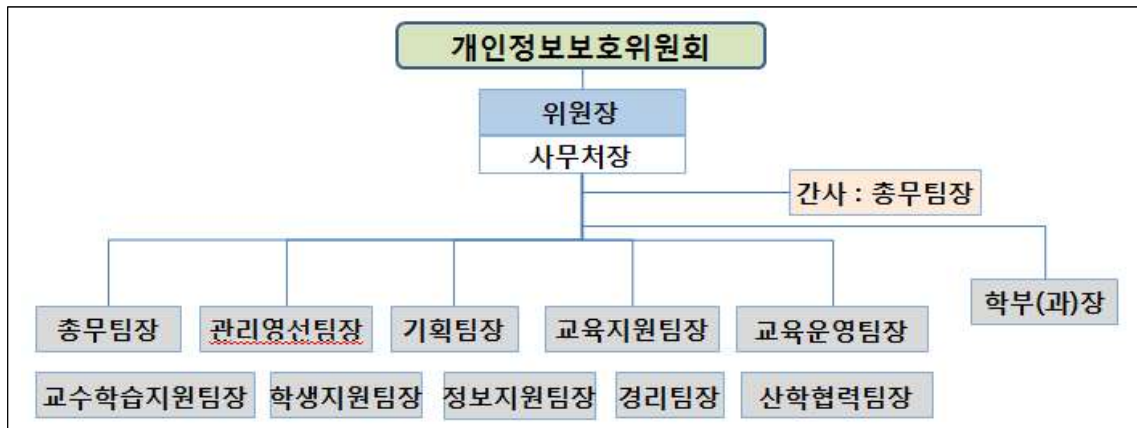 개인정보보호위원회
위원장
사무처장
간사 : 총무팀장
학부(과)장
총무팀장
관리영선팀장
기획팀장
교육지원팀장
교육운영팀장
교수학습지원팀장
학생지원팀장
정보지원팀장
경리팀장
산학협력팀장